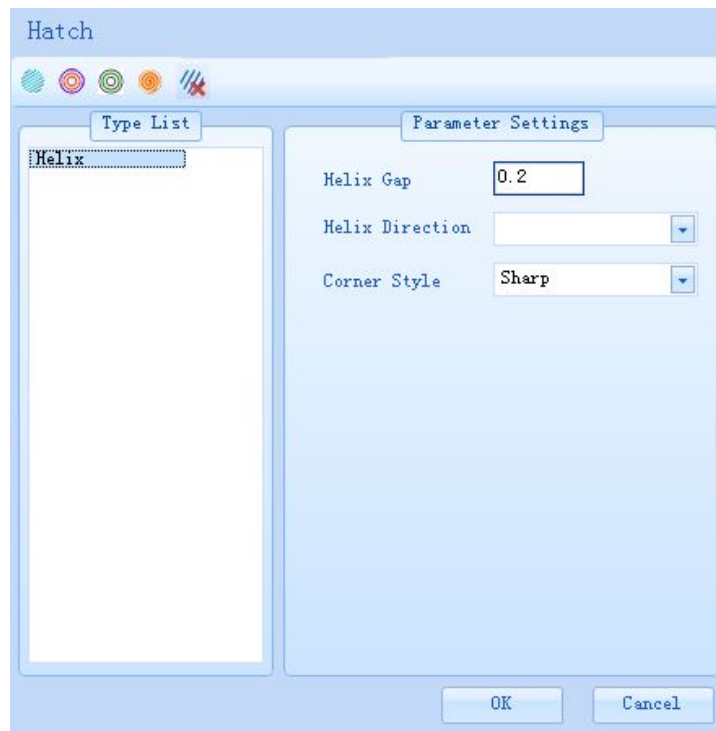 Hatch
Type List
Parameter Settings
Helix
Helix Gap 0.2
Helix Direction
Corner Style Sharp
OK Cancel